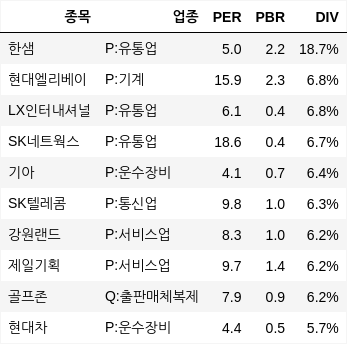 종목 업종 PER PBR DIV
한샘 P:유통업 5.0 2.2 18.7%
현대엘리베이 P:기계 15.9 2.3 6.8%
LX인터내셔널 P:유통업 6.1 0.4 6.8%
SK네트웍스 P:유통업 18.6 0.4 6.7%
기아 P:운수장비 4.1 0.7 6.4%
SK텔레콤 P:통신업 9.8 1.0 6.3%
강원랜드 P:서비스업 8.3 1.0 6.2%
제일기획 P:서비스업 9.7 1.4 6.2%
골프존 Q:출판매체복제 7.9 0.9 6.2%
현대차 P:운수장비 4.4 0.5 5.7%